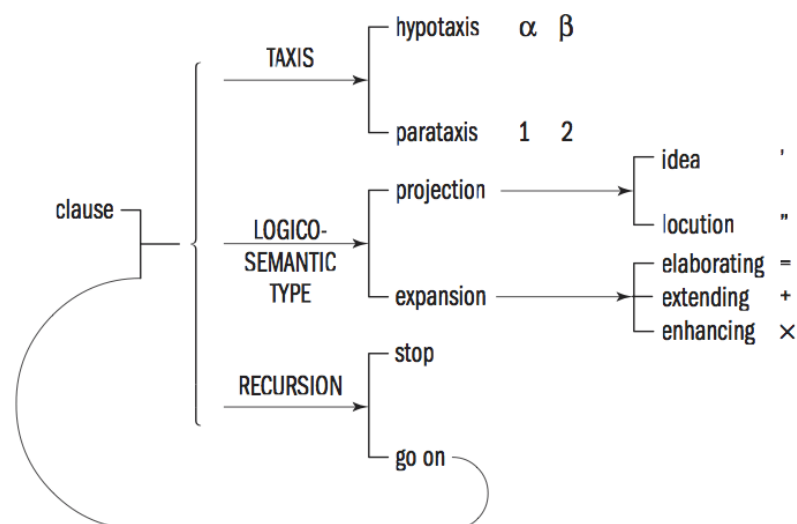 hypotaxis α β
TAXIS
parataxis 1 2
idea '
projection
clause
locution "
LOGICO-
SEMANTIC
TYPE
elaborating =
expansion
extending +
enhancing ×
stop
RECURSION
go on